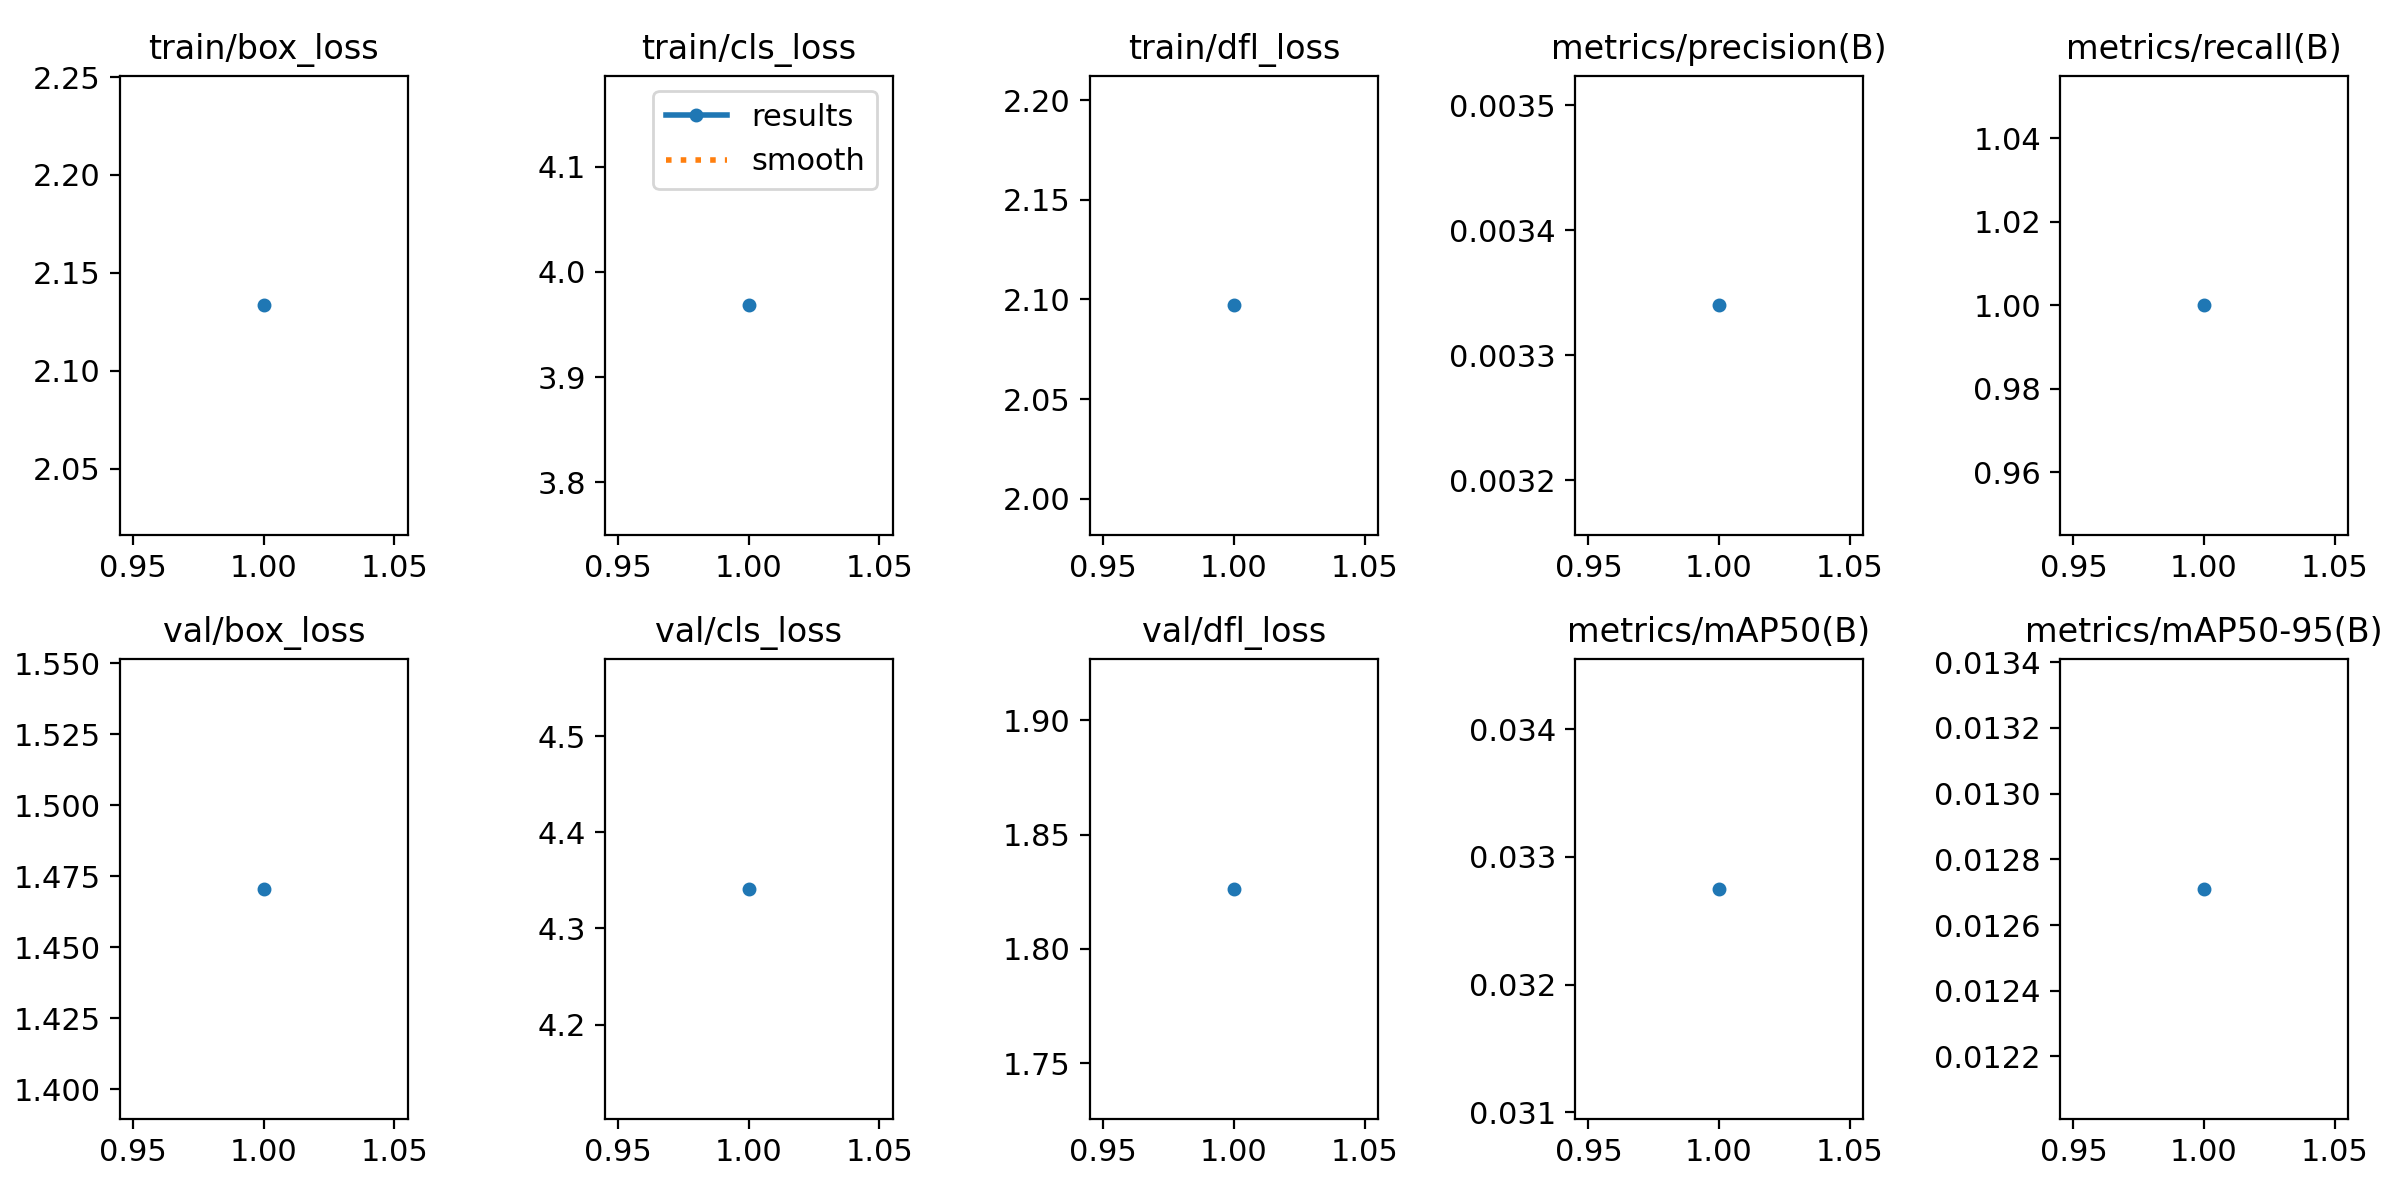 train/box_loss
2.25
2.20
2.15
2.10
2.05
0.95 1.00 1.05
train/cls_loss
results
smooth
4.1
4.0
3.9
3.8
0.95 1.00 1.05
train/dfl_loss
2.20
2.15
2.10
2.05
2.00
0.95 1.00 1.05
metrics/precision(B)
0.0035
0.0034
0.0033
0.0032
0.95 1.00 1.05
metrics/recall(B)
1.04
1.02
1.00
0.98
0.96
0.95 1.00 1.05
val/box_loss
1.550
1.525
1.500
1.475
1.450
1.425
1.400
0.95 1.00 1.05
val/cls_loss
4.5
4.4
4.3
4.2
0.95 1.00 1.05
val/dfl_loss
1.90
1.85
1.80
1.75
0.95 1.00 1.05
metrics/mAP50(B)
0.034
0.033
0.032
0.031
0.95 1.00 1.05
metrics/mAP50-95(B)
0.0134
0.0132
0.0130
0.0128
0.0126
0.0124
0.0122
0.95 1.00 1.05